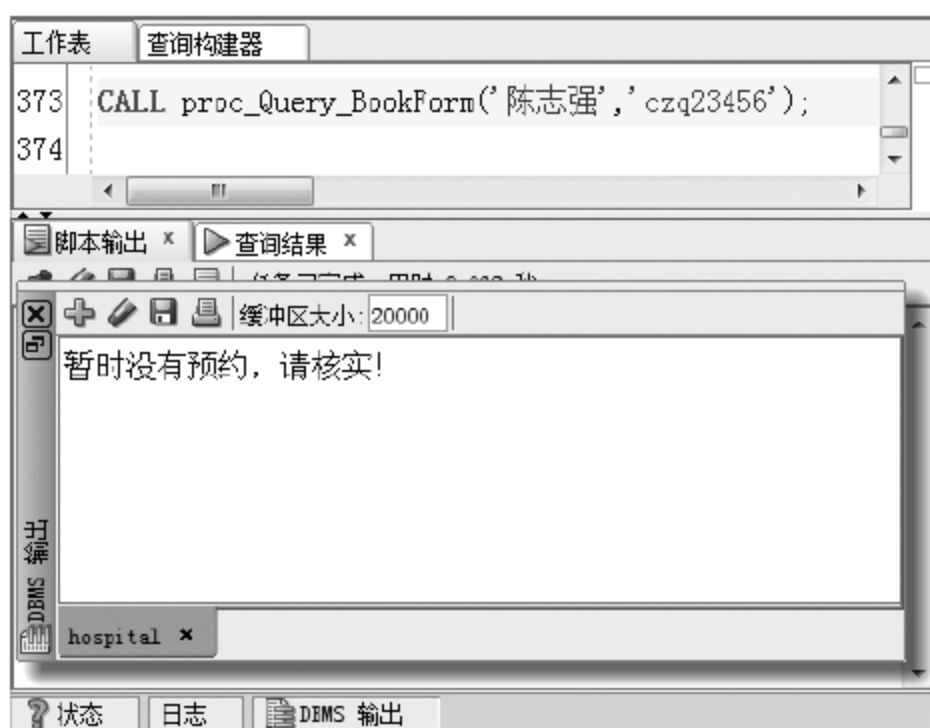 工作表 查询构建器
373 CALL proc_Query_BookForm('陈志强','czq23456');
374
脚本输出 × 查询结果 ×
缓冲区大小: 20000
暂时没有预约，请核实!
DBMS 输出
hospital ×
状态 日志 DBMS 输出